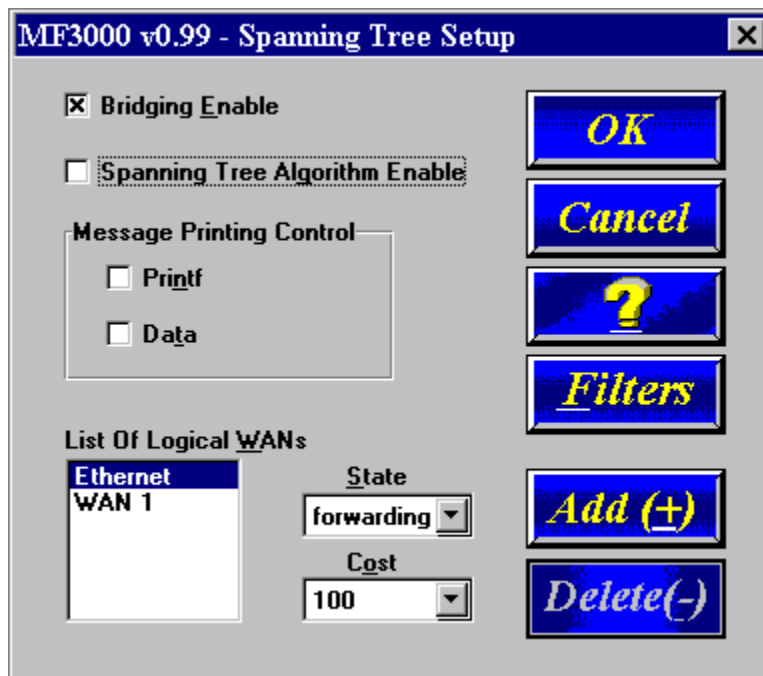 MF3000 v0.99 - Spanning Tree Setup
Bridging Enable
OK
Spanning Tree Algorithm Enable
Cancel
Message Printing Control
Printf
Data
?
Filters
List Of Logical WANs
Ethernet
WAN 1
State
forwarding
Cost
100
Add (+)
Delete(-)